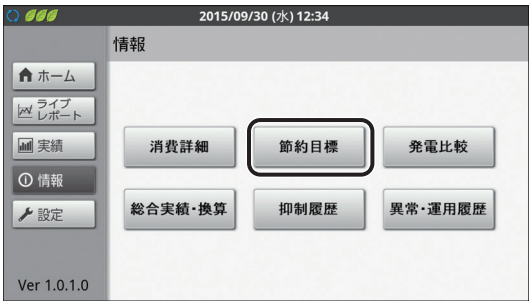 2015/09/30 (水) 12:34
情報
ホーム
ライブ
レポート
実績
情報
設定
Ver 1.0.1.0
消費詳細
節約目標
発電比較
総合実績・換算
抑制履歴
異常・運用履歴